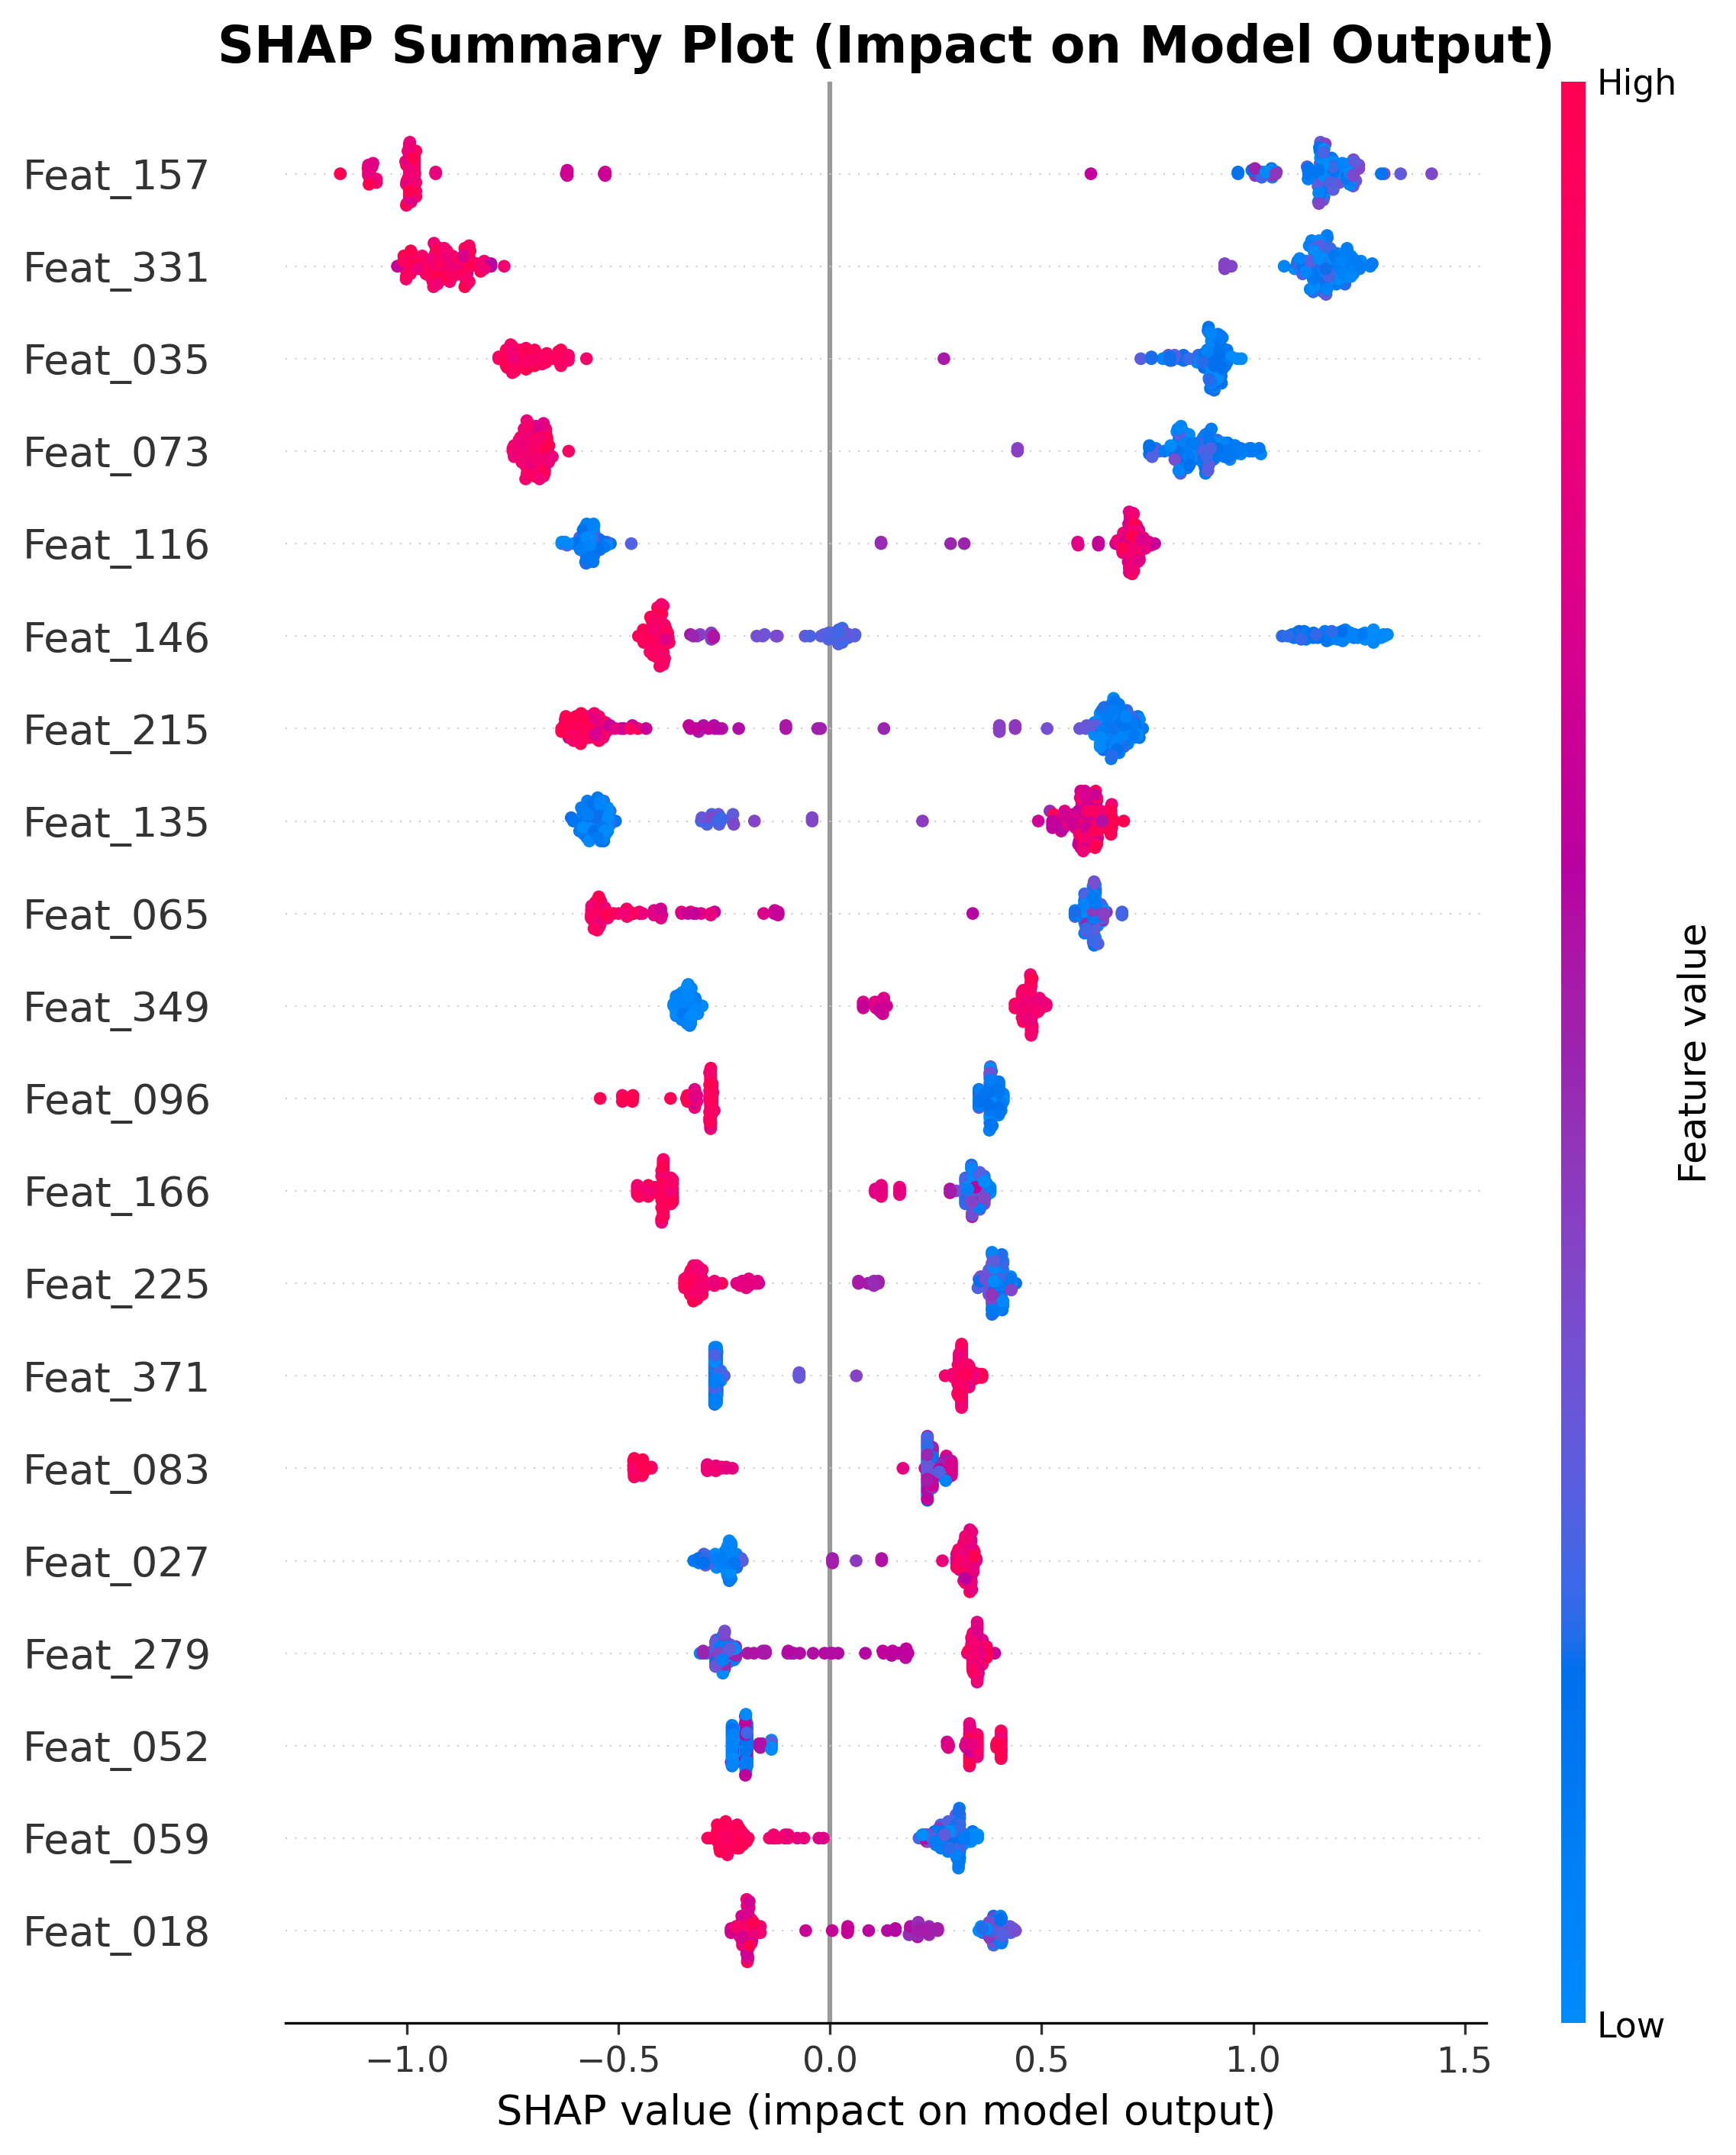 SHAP Summary Plot (Impact on Model Output)
High
Feat_157
Feat_331
Feat_035
Feat_073
Feat_116
Feat_146
Feat_215
Feat_135
Feat_065
Feat_349
Feat_096
Feat_166
Feat_225
Feat_371
Feat_083
Feat_027
Feat_279
Feat_052
Feat_059
Feat_018
Feature value
Low
−1.0 −0.5 0.0 0.5 1.0 1.5
SHAP value (impact on model output)